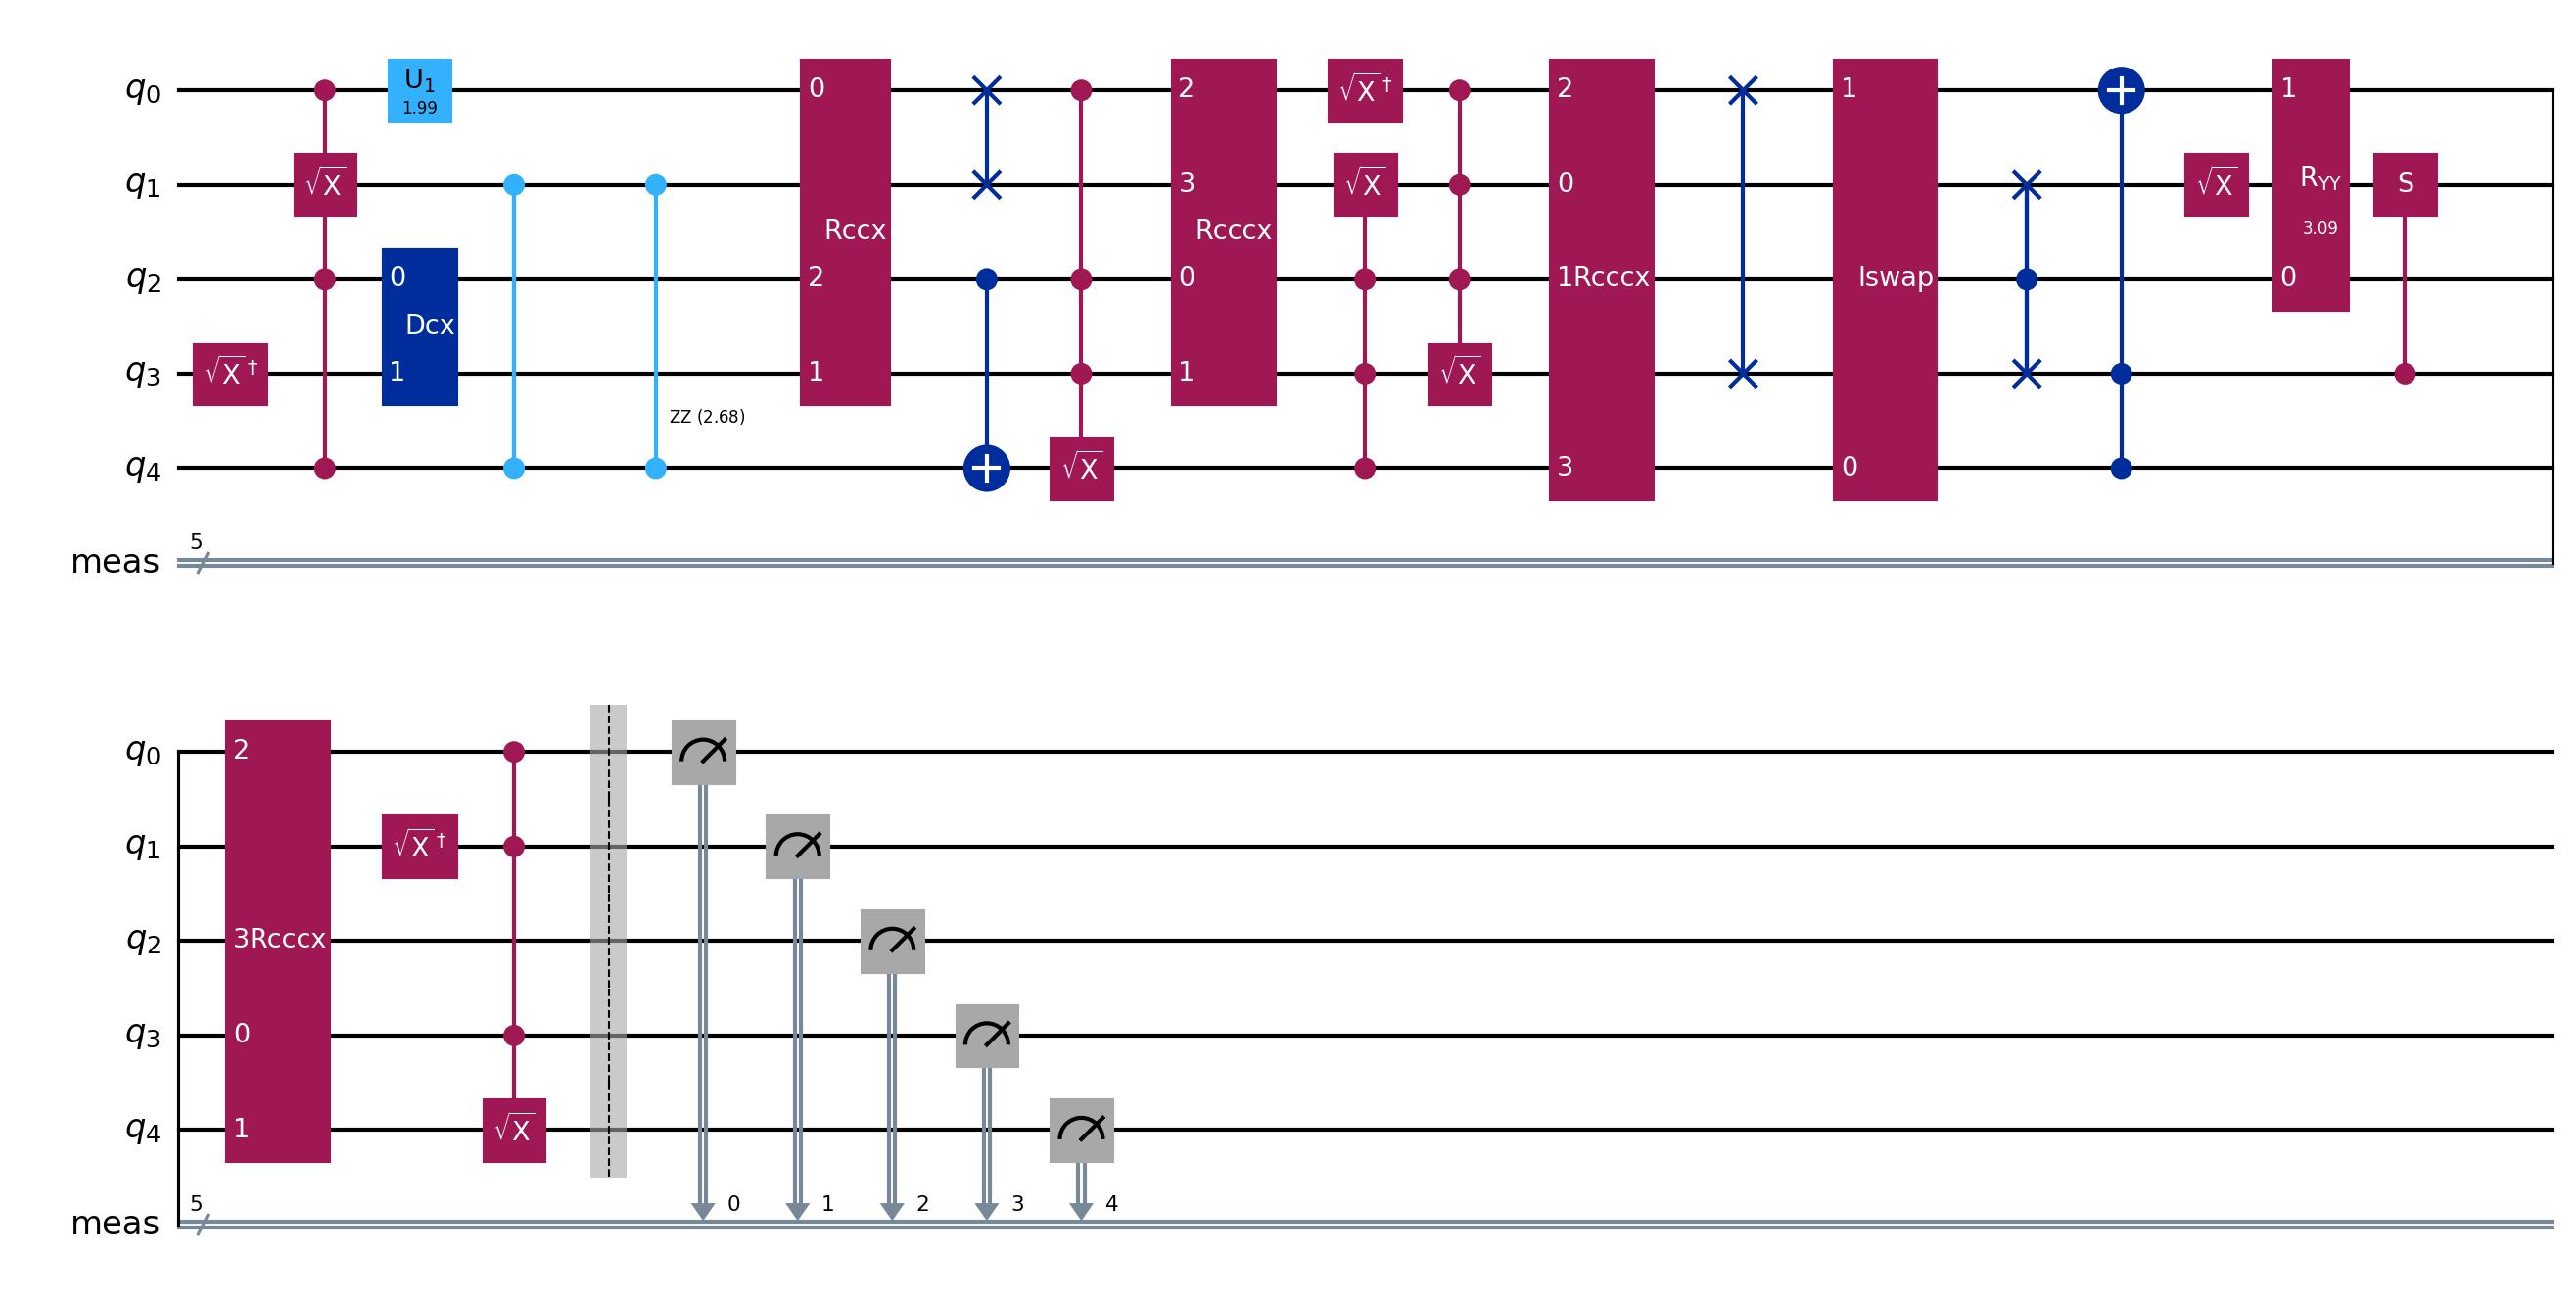 q0 U1 1.99 0 2 √X† 2 1 1
q1 √X Rccx 3 Rcccx √X 0 √X RYY 3.09 S
q2 0 Dcx 2 0 1Rcccx Iswap 0
q3 √X† 1 ZZ (2.68) 1 1 √X
q4 √X 3 0
meas 5
q0 2
q1 √X†
q2 3Rcccx
q3 0
q4 1 √X
meas 5 0 1 2 3 4